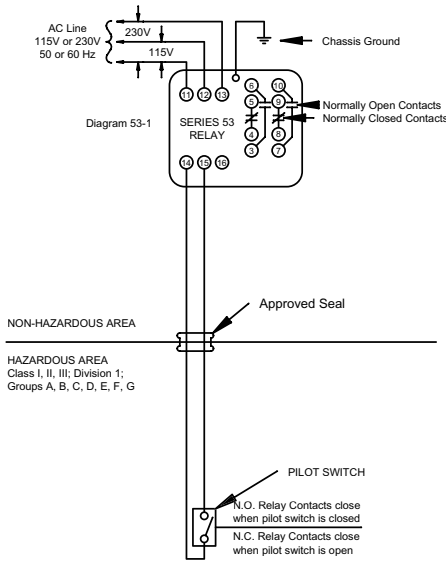 AC Line
115V or 230V
50 or 60 Hz
230V
115V
Chassis Ground
11 12 13
6 10
5 9
4 8
3 7
Diagram 53-1
SERIES 53
RELAY
Normally Open Contacts
Normally Closed Contacts
14 15 16
Approved Seal
NON-HAZARDOUS AREA
HAZARDOUS AREA
Class I, II, III; Division 1;
Groups A, B, C, D, E, F, G
PILOT SWITCH
N.O. Relay Contacts close
when pilot switch is closed
N.C. Relay Contacts close
when pilot switch is open